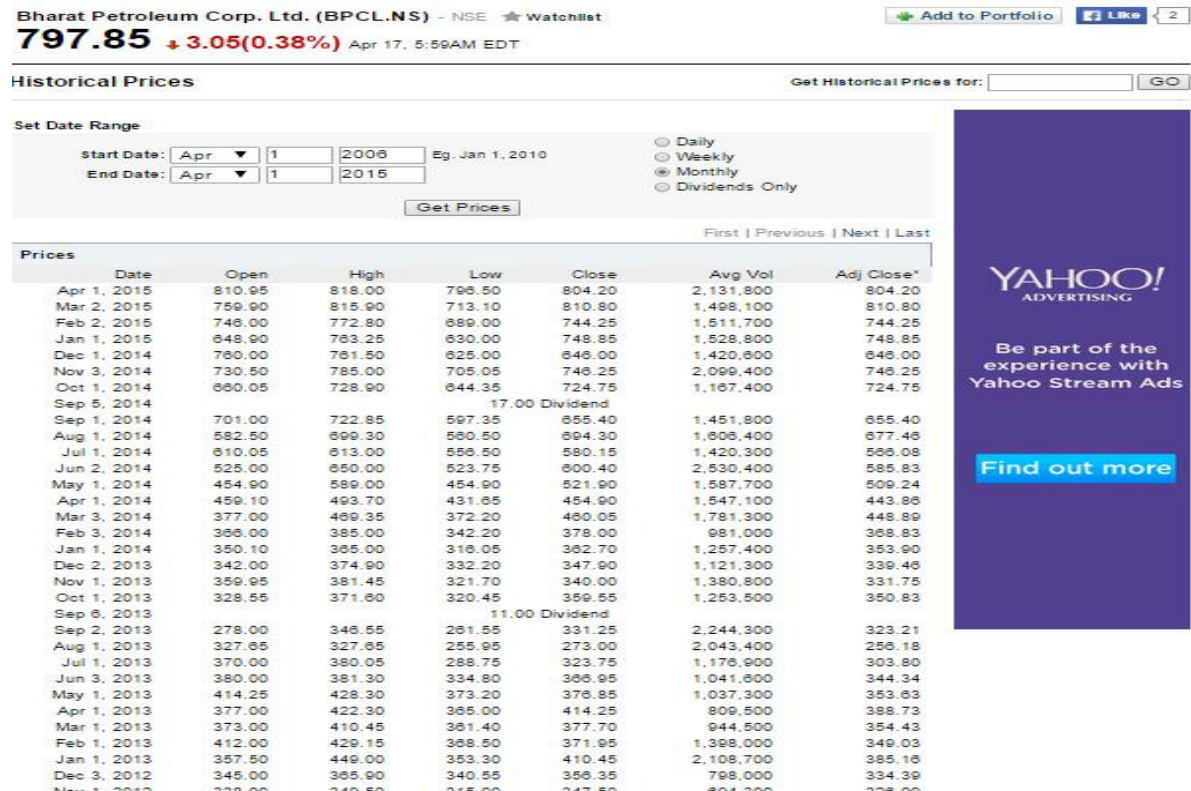 Bharat Petroleum Corp. Ltd. (BPCL.NS) - NSE Watchlist
Add to Portfolio Like 2
797.85 3.05(0.38%) Apr 17, 5:59AM EDT
Historical Prices
Get Historical Prices for: GO
Set Date Range
Start Date: Apr 1 2006 Eg. Jan 1, 2010
End Date: Apr 1 2015
Daily
Weekly
Monthly
Dividends Only
Get Prices
First | Previous | Next | Last
Prices
Date Open High Low Close Avg Vol Adj Close*
Apr 1, 2015 810.95 818.00 796.50 804.20 2,131,800 804.20
Mar 2, 2015 759.90 815.90 713.10 810.80 1,498,100 810.80
Feb 2, 2015 746.00 772.80 689.00 744.25 1,511,700 744.25
Jan 1, 2015 648.90 763.25 630.00 748.85 1,528,800 748.85
Dec 1, 2014 760.00 761.50 625.00 646.00 1,420,600 646.00
Nov 3, 2014 730.50 785.00 705.05 746.25 2,099,400 746.25
Oct 1, 2014 660.05 728.90 644.35 724.75 1,167,400 724.75
Sep 5, 2014 17.00 Dividend
Sep 1, 2014 701.00 722.85 597.35 655.40 1,451,800 655.40
Aug 1, 2014 582.50 699.30 560.50 694.30 1,606,400 677.46
Jul 1, 2014 610.05 613.00 556.50 580.15 1,420,300 566.08
Jun 2, 2014 525.00 650.00 523.75 600.40 2,530,400 585.83
May 1, 2014 454.90 589.00 454.90 521.90 1,587,700 509.24
Apr 1, 2014 459.10 493.70 431.65 454.90 1,547,100 443.86
Mar 3, 2014 377.00 469.35 372.20 460.05 1,781,300 448.89
Feb 3, 2014 366.00 385.00 342.20 378.00 981,000 368.83
Jan 1, 2014 350.10 365.00 316.05 362.70 1,257,400 353.90
Dec 2, 2013 342.00 374.90 332.20 347.90 1,121,300 339.46
Nov 1, 2013 359.95 381.45 321.70 340.00 1,380,800 331.75
Oct 1, 2013 328.55 371.60 320.45 359.55 1,253,500 350.83
Sep 6, 2013 11.00 Dividend
Sep 2, 2013 278.00 346.55 261.55 331.25 2,244,300 323.21
Aug 1, 2013 327.65 327.65 255.95 273.00 2,043,400 256.18
Jul 1, 2013 370.00 380.05 288.75 323.75 1,176,900 303.80
Jun 3, 2013 380.00 381.30 334.80 366.95 1,041,600 344.34
May 1, 2013 414.25 428.30 373.20 376.85 1,037,300 353.63
Apr 1, 2013 377.00 422.30 365.00 414.25 809,500 388.73
Mar 1, 2013 373.00 410.45 361.40 377.70 944,500 354.43
Feb 1, 2013 412.00 429.15 368.50 371.95 1,398,000 349.03
Jan 1, 2013 357.50 449.00 353.30 410.45 2,108,700 385.16
Dec 3, 2012 345.00 365.90 340.55 356.35 798,000 334.39
YAHOO!
ADVERTISING
Be part of the
experience with
Yahoo Stream Ads
Find out more